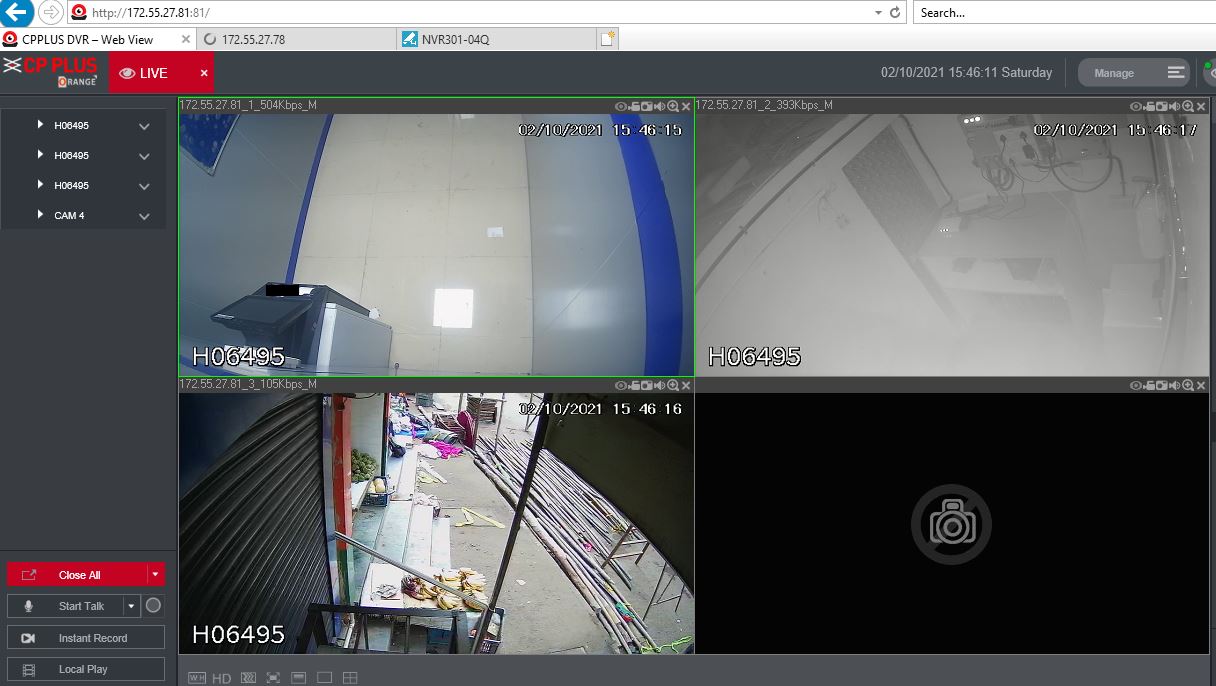 http://172.55.27.81:81/
Search...
CPPLUS DVR – Web View
172.55.27.78
NVR301-04Q
CP PLUS
ORANGE
LIVE
02/10/2021 15:46:11 Saturday
Manage
172.55.27.81_1_504Kbps_M
172.55.27.81_2_393Kbps_M
02/10/2021 15:46:15
02/10/2021 15:46:17
H06495
H06495
H06495
CAM 4
H06495
H06495
172.55.27.81_3_105Kbps_M
02/10/2021 15:46:16
H06495
Close All
Start Talk
Instant Record
Local Play
W:H
HD